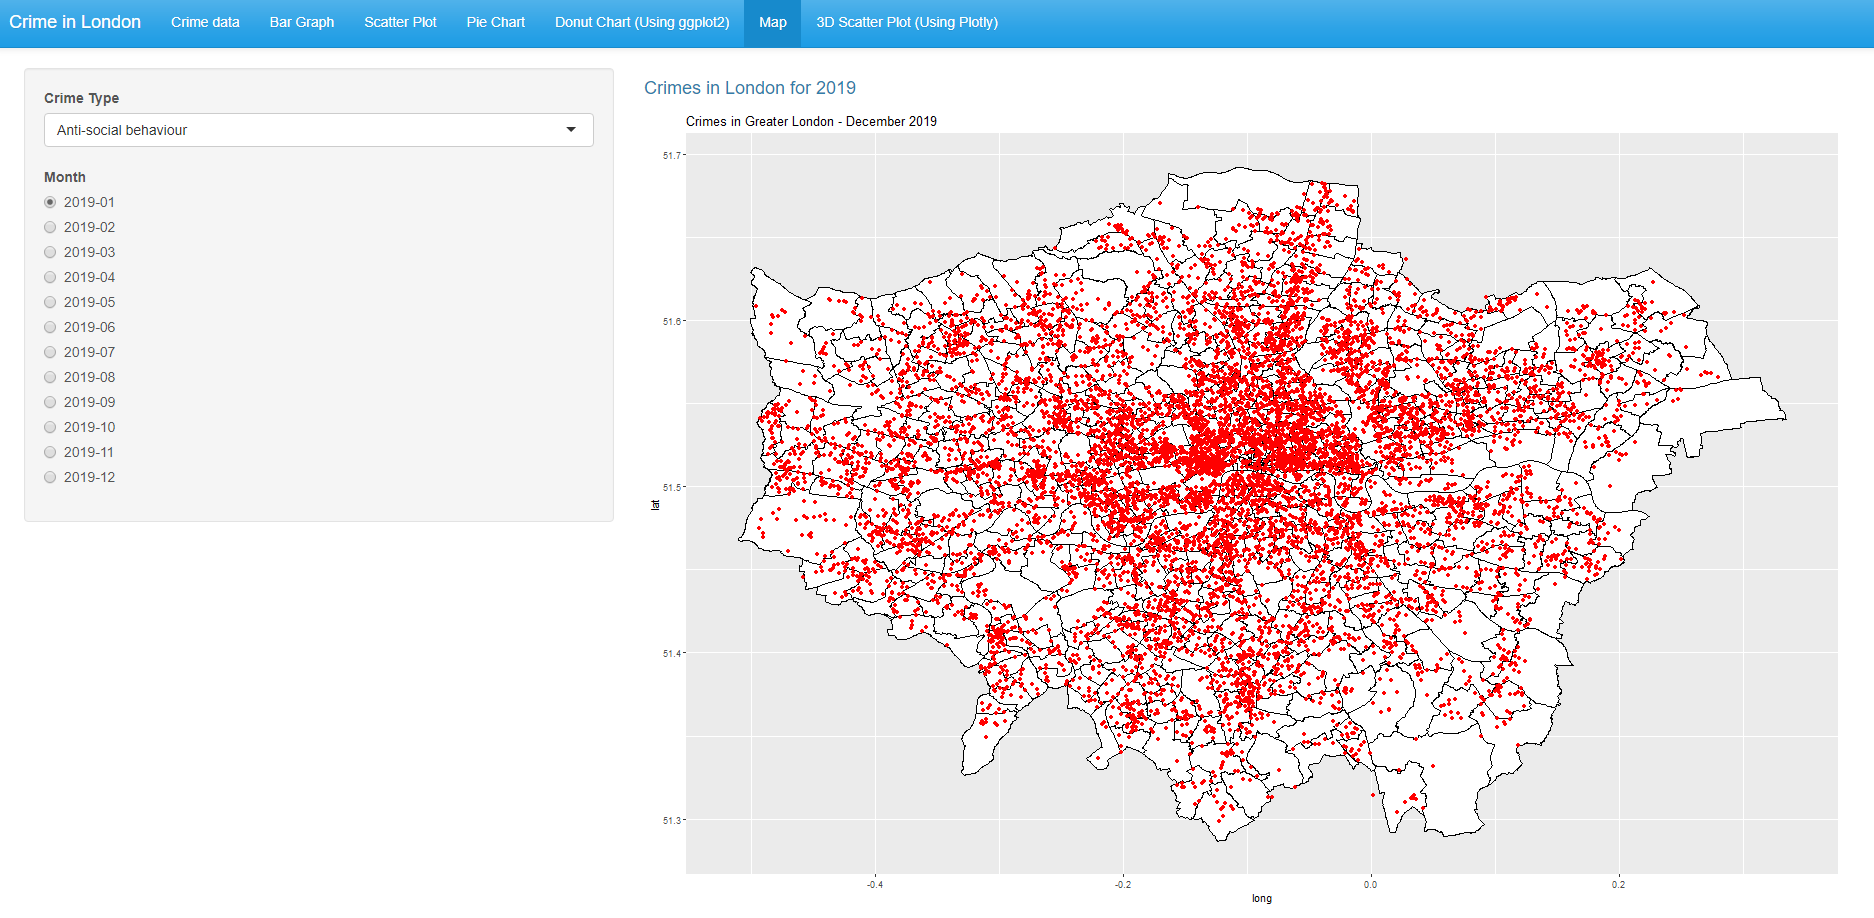 Crime in London Crime data Bar Graph Scatter Plot Pie Chart Donut Chart (Using ggplot2) Map 3D Scatter Plot (Using Plotly)
Crime Type
Anti-social behaviour
Month
2019-01
2019-02
2019-03
2019-04
2019-05
2019-06
2019-07
2019-08
2019-09
2019-10
2019-11
2019-12
Crimes in London for 2019
Crimes in Greater London - December 2019
51.7
51.6
51.5
51.4
51.3
lat
-0.4 -0.2 0.0 0.2
long